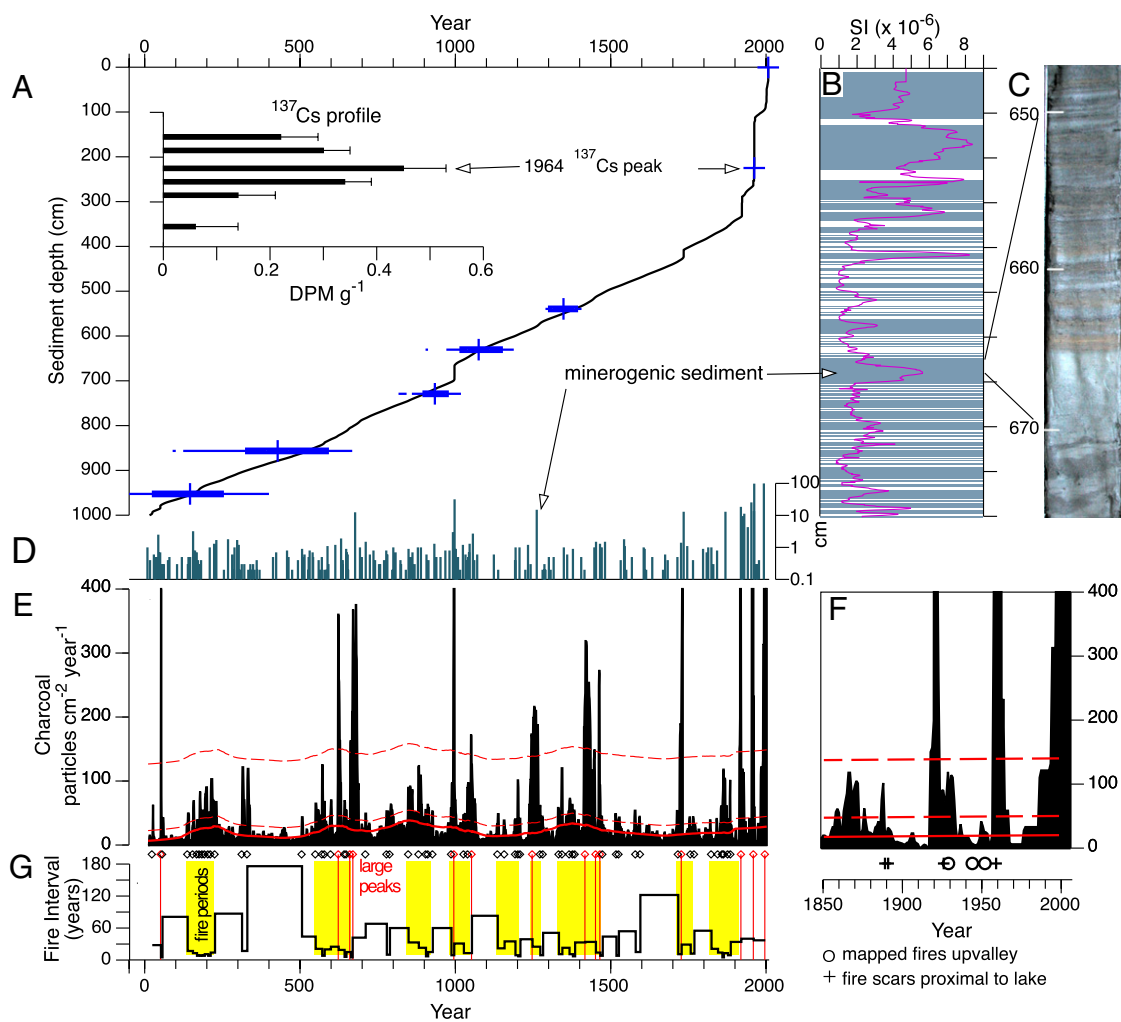 Year
0 500 1000 1500 2000
A
0
100
200
300
400
500
600
700
800
900
1000
Sediment depth (cm)
137Cs profile
1964 137Cs peak
0 0.2 0.4 0.6
DPM g-1
minerogenic sediment
SI (x 10-6)
0 2 4 6 8
B
C
650
660
670
D
100
10
1
0.1
cm
E
400
300
200
100
0
Charcoal
particles cm-2 year-1
F
400
300
200
100
0
1850 1900 1950 2000
Year
mapped fires upvalley
fire scars proximal to lake
G
180
120
60
0
Fire Interval
(years)
fire periods
large
peaks
0 500 1000 1500 2000
Year